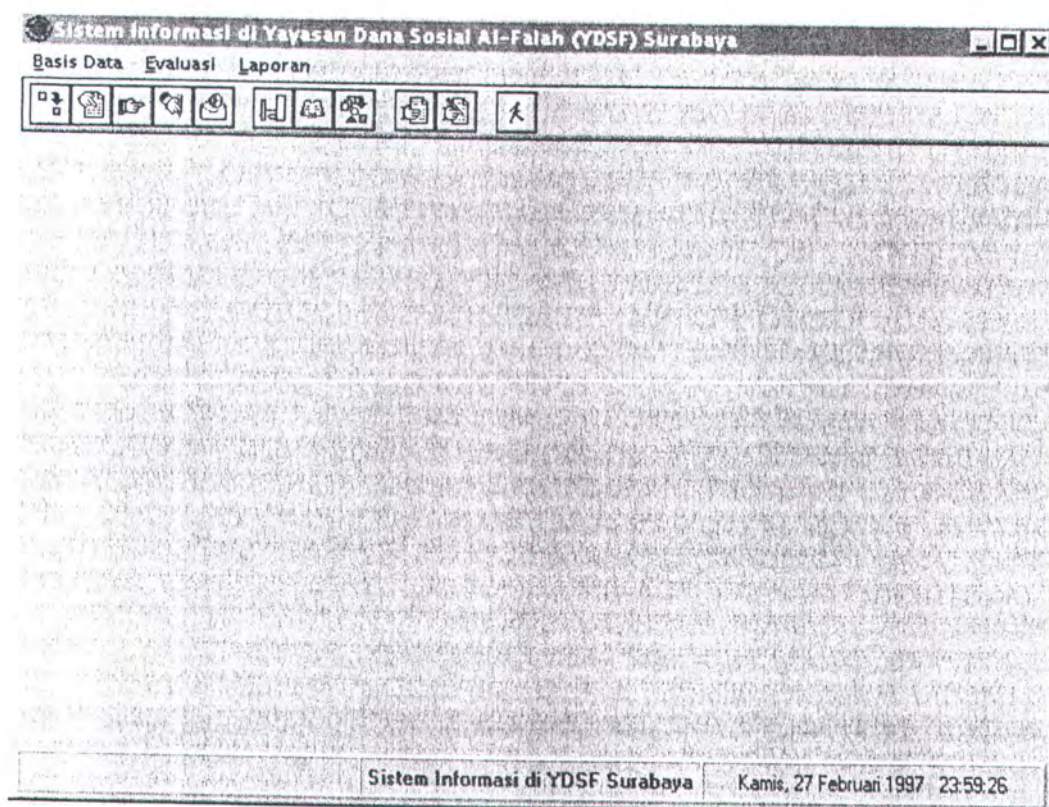 Sistem Informasi di Yayasan Dana Sosial Al-Falah (YDSF) Surabaya
Basis Data Evaluasi Laporan
Sistem Informasi di YDSF Surabaya Kamis, 27 Februari 1997 23:59:26